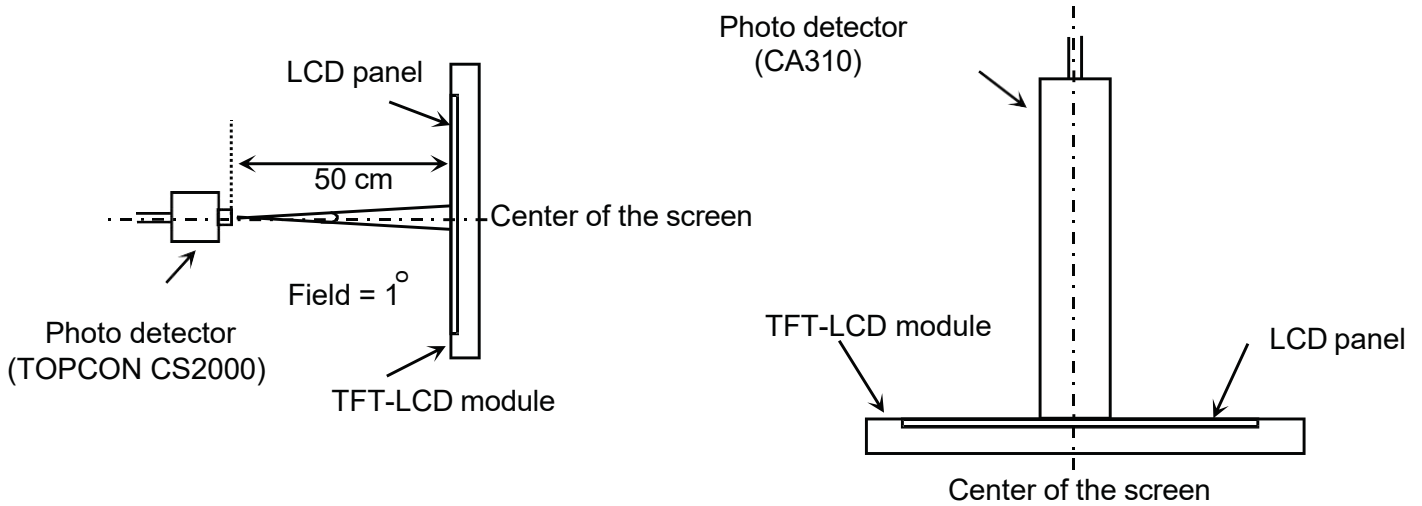 LCD panel
50 cm
Center of the screen
Field = 1°
Photo detector
(TOPCON CS2000)
TFT-LCD module
Photo detector
(CA310)
TFT-LCD module
LCD panel
Center of the screen